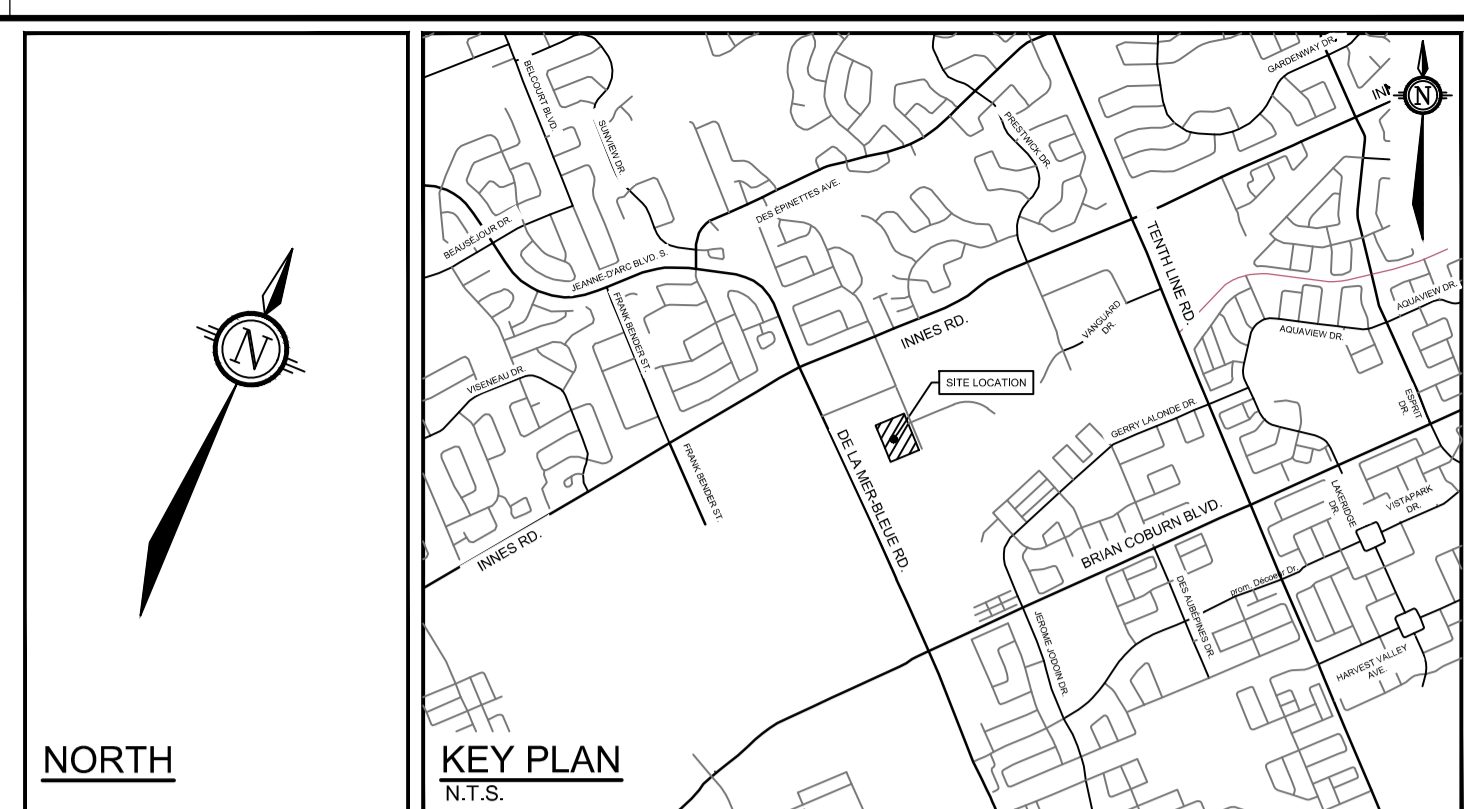 N
NORTH
BELCOURT BLVD.
SUNVIEW DR.
BEAUSÉJOUR DR.
JEANNE-D'ARC BLVD. S.
DES ÉPINETTES AVE.
PRESTWICK DR.
GARDENWAY DR.
INN
N
TENTH LINE RD.
VANGUARD
DR.
AQUAVIEW DR.
AQUAVIEW DR.
FRANK BENDER ST.
INNES RD.
VISENEAU DR.
SITE LOCATION
ESPRIT
DR.
GERRY LALONDE DR.
DE LA MER-BLEUE RD.
FRANK BENDER ST.
INNES RD.
LAKERIDGE
DR.
VISTAPARK
DR.
BRIAN COBURN BLVD.
DES AUBÉPINES DR.
prom. Décoeur Dr.
JEROME JODOIN DR.
HARVEST VALLEY
AVE.
KEY PLAN
N.T.S.